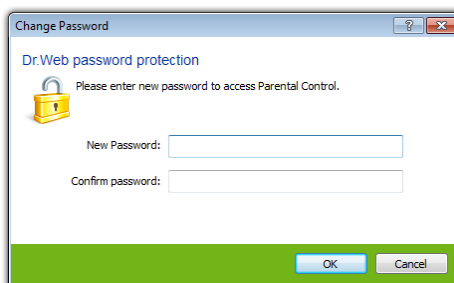 Change Password
Dr.Web password protection
Please enter new password to access Parental Control.
New Password:
Confirm password:
OK Cancel